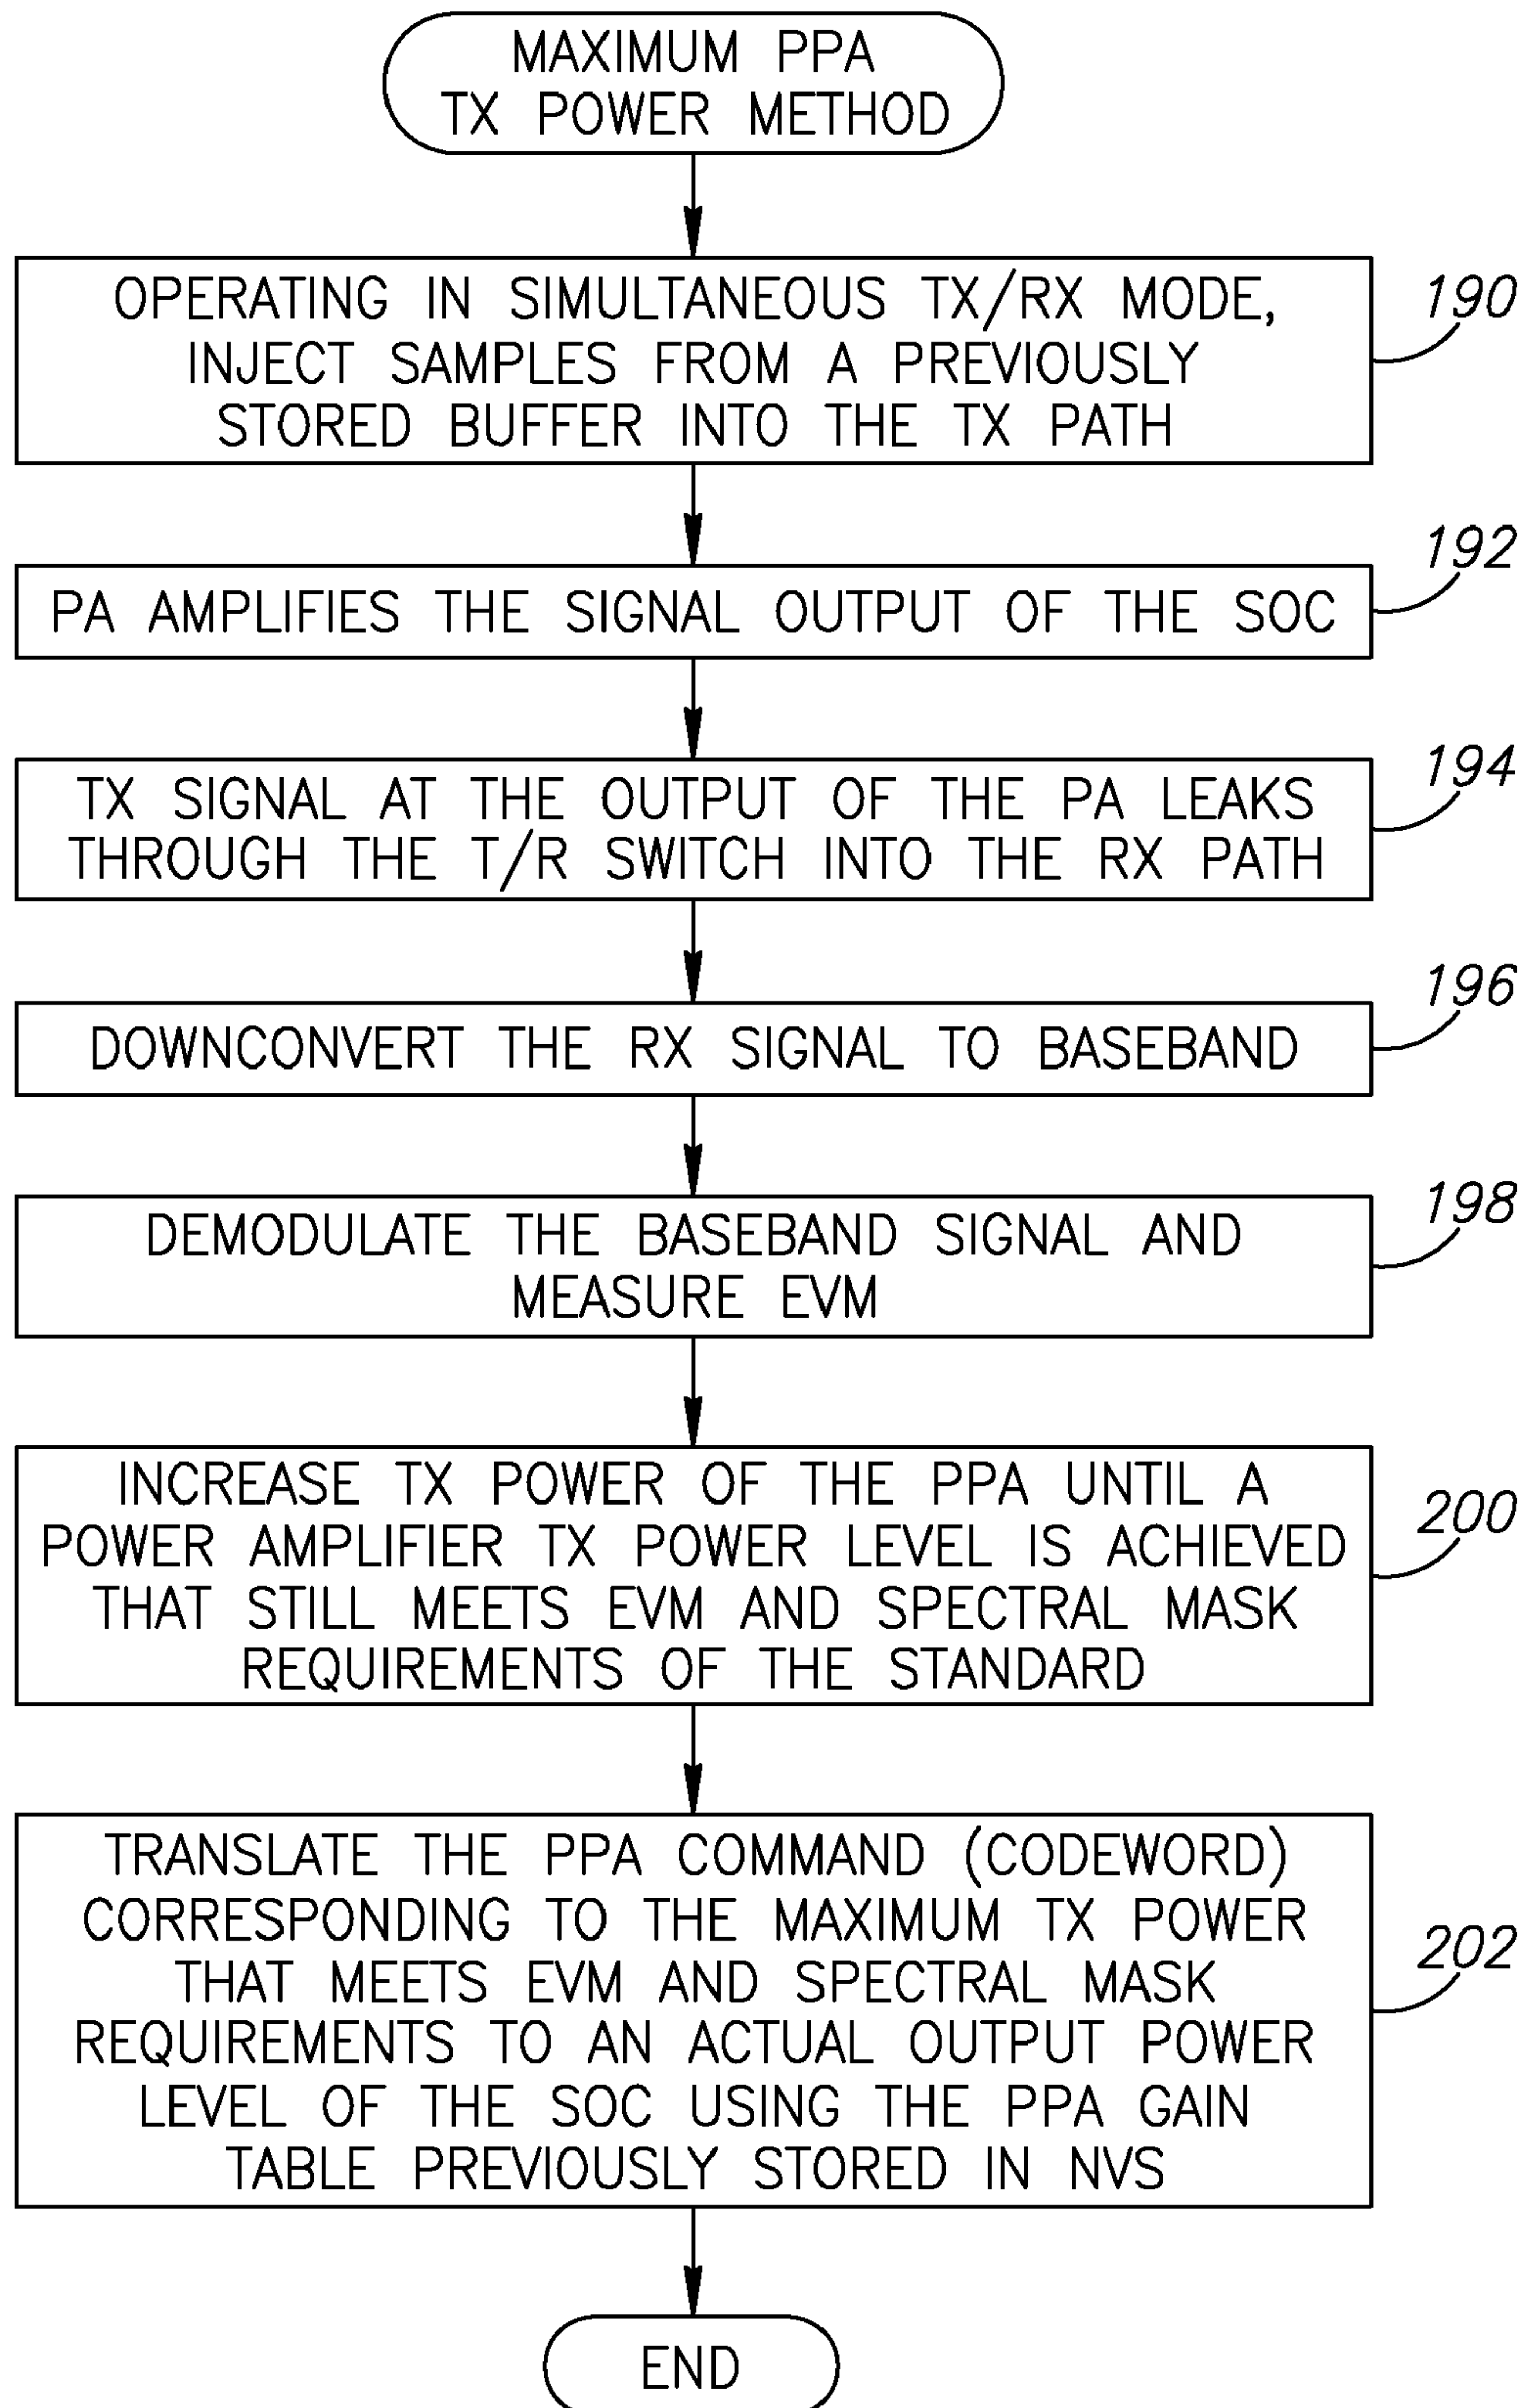 MAXIMUM PPA
TX POWER METHOD
OPERATING IN SIMULTANEOUS TX/RX MODE,
INJECT SAMPLES FROM A PREVIOUSLY
STORED BUFFER INTO THE TX PATH
190
PA AMPLIFIES THE SIGNAL OUTPUT OF THE SOC
192
TX SIGNAL AT THE OUTPUT OF THE PA LEAKS
THROUGH THE T/R SWITCH INTO THE RX PATH
194
DOWNCONVERT THE RX SIGNAL TO BASEBAND
196
DEMODULATE THE BASEBAND SIGNAL AND
MEASURE EVM
198
INCREASE TX POWER OF THE PPA UNTIL A
POWER AMPLIFIER TX POWER LEVEL IS ACHIEVED
THAT STILL MEETS EVM AND SPECTRAL MASK
REQUIREMENTS OF THE STANDARD
200
TRANSLATE THE PPA COMMAND (CODEWORD)
CORRESPONDING TO THE MAXIMUM TX POWER
THAT MEETS EVM AND SPECTRAL MASK
REQUIREMENTS TO AN ACTUAL OUTPUT POWER
LEVEL OF THE SOC USING THE PPA GAIN
TABLE PREVIOUSLY STORED IN NVS
202
END